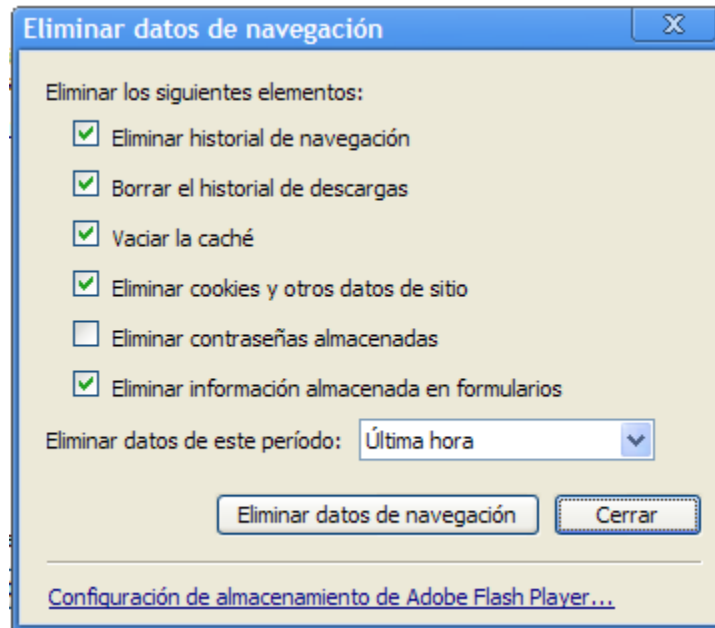 Eliminar datos de navegación
Eliminar los siguientes elementos:
Eliminar historial de navegación
Borrar el historial de descargas
Vaciar la caché
Eliminar cookies y otros datos de sitio
Eliminar contraseñas almacenadas
Eliminar información almacenada en formularios
Eliminar datos de este período: Última hora
Eliminar datos de navegación Cerrar
Configuración de almacenamiento de Adobe Flash Player...